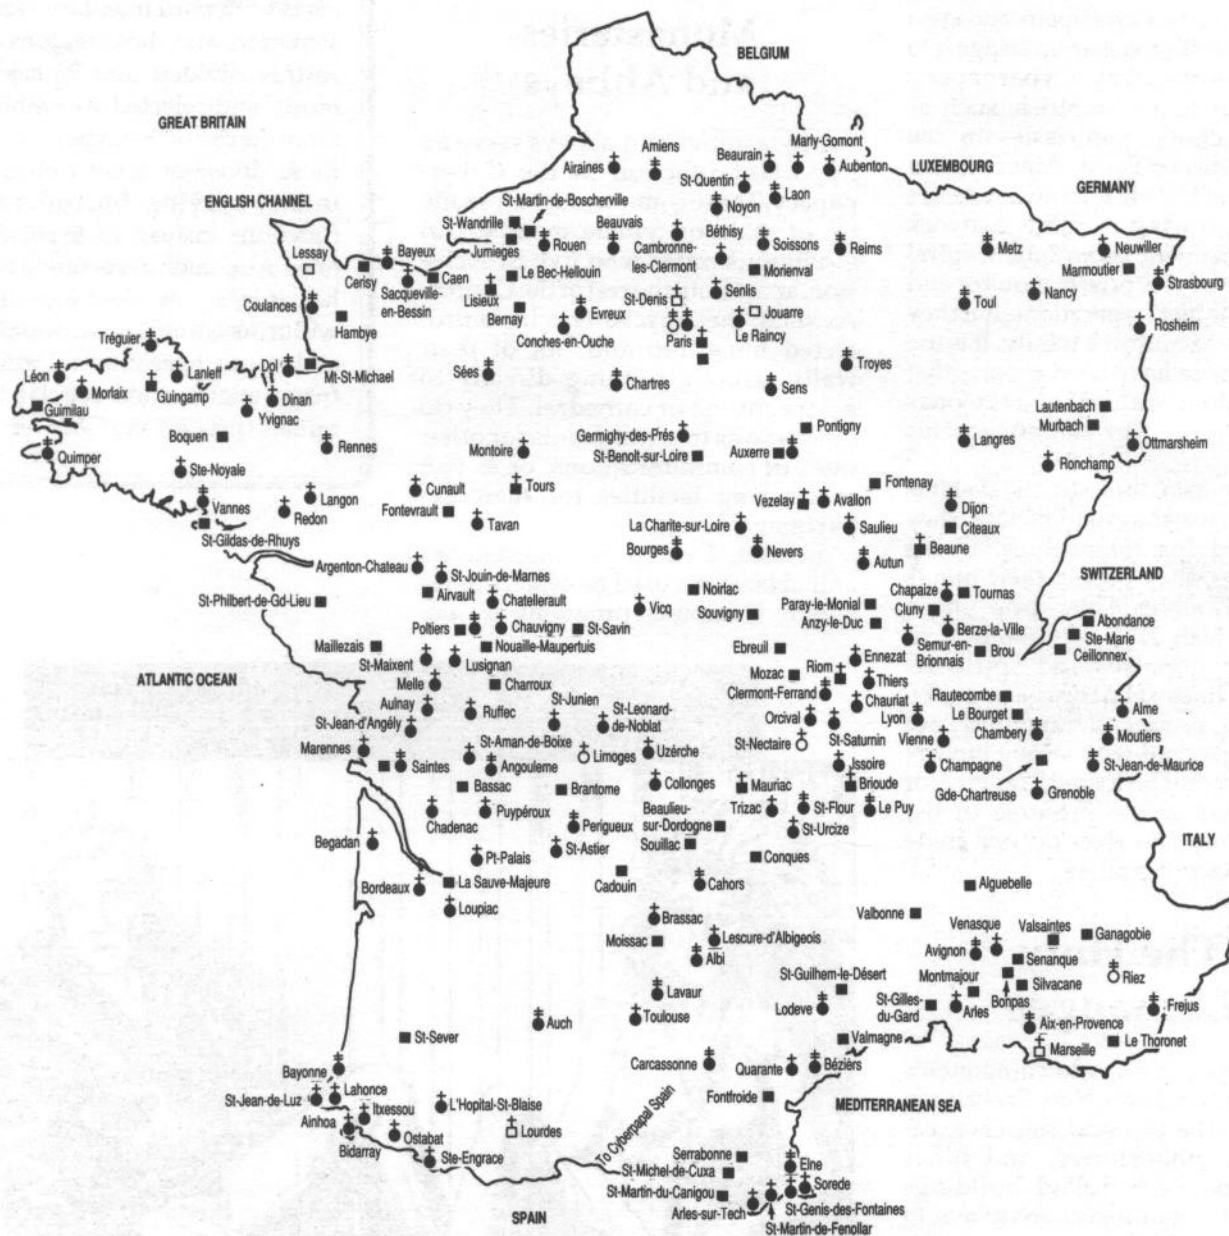 BELGIUM
GREAT BRITAIN
Amiens
Beaurain
Marly-Gomont
Airaines
Aubenton
LUXEMBOURG
GERMANY
St-Quentin
Laon
St-Martin-de-Boscherville
Noyon
ENGLISH CHANNEL
St-Wandrille
Beauvais
Béthisy
Soissons
Reims
Metz
Neuwiller
Rouen
Lessay
Bayeux
Jumieges
Cambronne-
les-Clermont
Morienval
Marmoutier
Strasbourg
Cerisy
Caen
Le Bec-Hellouin
Sacqueville-
en-Bessin
Lisieux
St-Denis
Senlis
Nancy
Coulances
Toul
Hambye
Bernay
Evreux
Jouarre
Rosheim
Conches-en-Ouche
Paris
Le Raincy
Tréguier
Léon
Lanleff
Dol
Mt-St-Michael
Sées
Chartres
Sens
Troyes
Morlaix
Guingamp
Dinan
Guimilau
Yvignac
Lautenbach
Murbach
Boquen
Germigny-des-Prés
Pontigny
Langres
Ottmarsheim
Quimper
Rennes
Montoire
St-Benoit-sur-Loire
Auxerre
Ronchamp
Ste-Noyale
Cunault
Tours
Fontenay
Vannes
Redon
Langon
Fontevrault
Tavan
Vezelay
Avallon
Dijon
St-Gildas-de-Rhuys
La Charite-sur-Loire
Saulieu
Citeaux
Bourges
Nevers
Autun
Beaune
Argenton-Chateau
St-Jouin-de-Marnes
SWITZERLAND
St-Philbert-de-Gd-Lieu
Airvault
Chatellerault
Noirlac
Chapaize
Tournas
Vicq
Souvigny
Paray-le-Monial
Cluny
Abondance
Poltiers
Chauvigny
St-Savin
Anzy-le-Duc
Berze-la-Ville
Ste-Marie
Maillezais
Nouaille-Maupertuis
Ebreuil
Semur-en-
Brionnais
Brou
Ceillonnex
St-Maixent
Lusignan
Ennezat
Riom
ATLANTIC OCEAN
Melle
Charroux
Mozac
Thiers
Clermont-Ferrand
Rautecombe
Aulnay
Ruffec
St-Junien
St-Leonard-
de-Noblat
Chauriat
Le Bourget
Alme
Orcival
Lyon
St-Jean-d'Angély
Chambery
Moutiers
Marennes
St-Aman-de-Boixe
Limoges
Uzérche
St-Nectaire
St-Saturnin
Vienne
Saintes
Angouleme
Issoire
Champagne
St-Jean-de-Maurice
Bassac
Brantome
Collonges
Mauriac
Brioude
Gde-Chartreuse
Grenoble
Chadenac
Puypéroux
Beaulieu-
sur-Dordogne
Trizac
St-Flour
Le Puy
Perigueux
St-Urcize
ITALY
Begadan
St-Astier
Souillac
Pt-Palais
Conques
Bordeaux
La Sauve-Majeure
Cadouin
Cahors
Aiguebelle
Loupiac
Brassac
Valbonne
Venasque
Valsaintes
Ganagobie
Moissac
Lescure-d'Albigeois
Avignon
Senanque
Albi
St-Guilhem-le-Désert
Montmajour
Silvacane
Riez
Lavaur
Bonpas
St-Gilles-
du-Gard
Arles
Frejus
Auch
Toulouse
Lodeve
Aix-en-Provence
St-Sever
Valmagne
Marseille
Le Thoronet
Bayonne
Carcassonne
Quarante
Béziérs
St-Jean-de-Luz
Lahonce
Itxessou
L'Hopital-St-Blaise
Fontfroide
MEDITERRANEAN SEA
Ainhoa
Bidarray
Ostabat
Lourdes
To Cybernapal Spain
Ste-Engrace
Serrabonne
Elne
St-Michel-de-Cuxa
Sorede
St-Martin-du-Canigou
SPAIN
Arles-sur-Tech
St-Genis-des-Fontaines
St-Martin-de-Fenollar